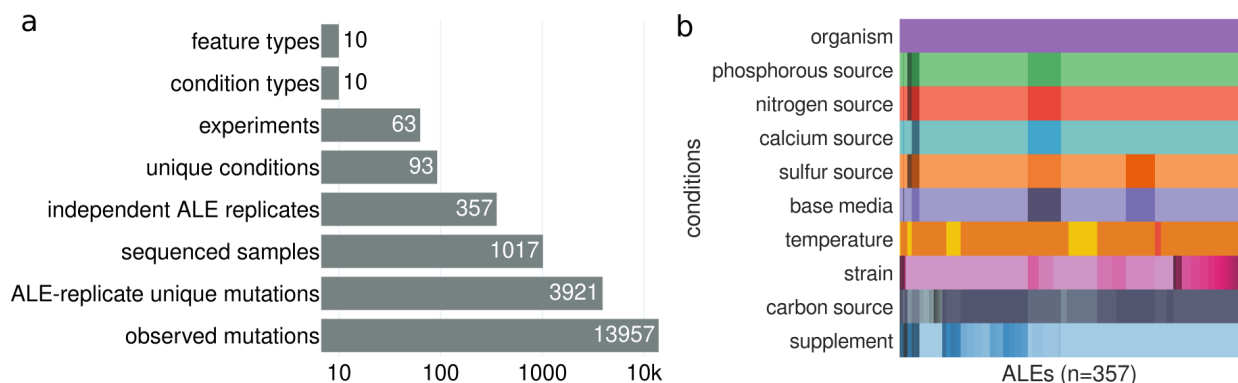 a
feature types 10
condition types 10
experiments 63
unique conditions 93
independent ALE replicates 357
sequenced samples 1017
ALE-replicate unique mutations 3921
observed mutations 13957
10 100 1000 10k
b
conditions
organism
phosphorous source
nitrogen source
calcium source
sulfur source
base media
temperature
strain
carbon source
supplement
ALEs (n=357)